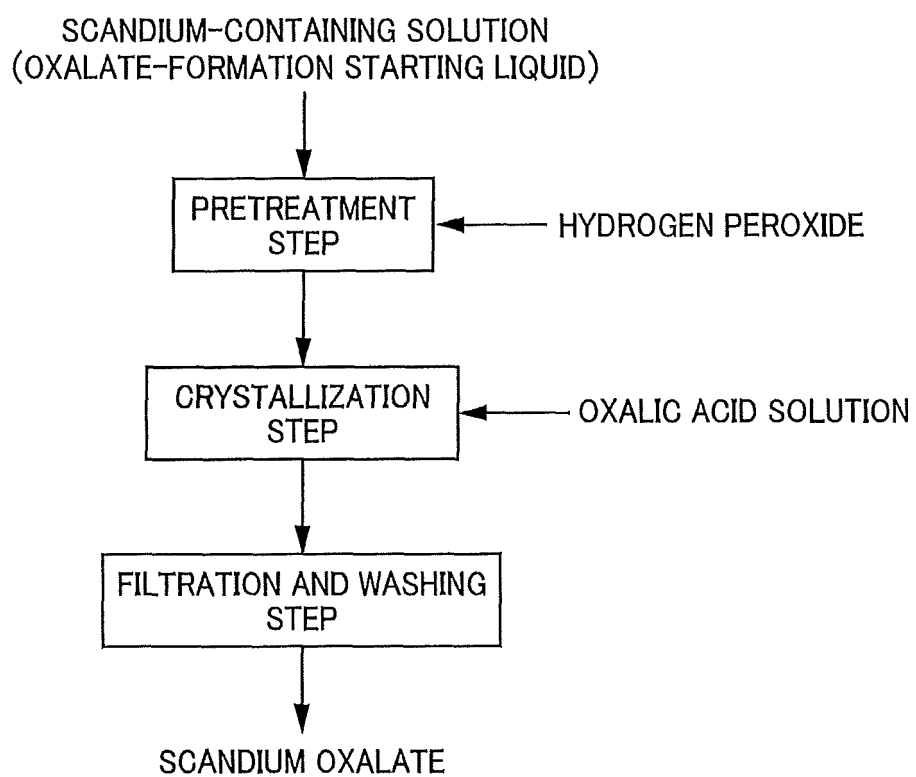 SCANDIUM-CONTAINING SOLUTION
(OXALATE-FORMATION STARTING LIQUID)
PRETREATMENT
STEP
HYDROGEN PEROXIDE
CRYSTALLIZATION
STEP
OXALIC ACID SOLUTION
FILTRATION AND WASHING
STEP
SCANDIUM OXALATE